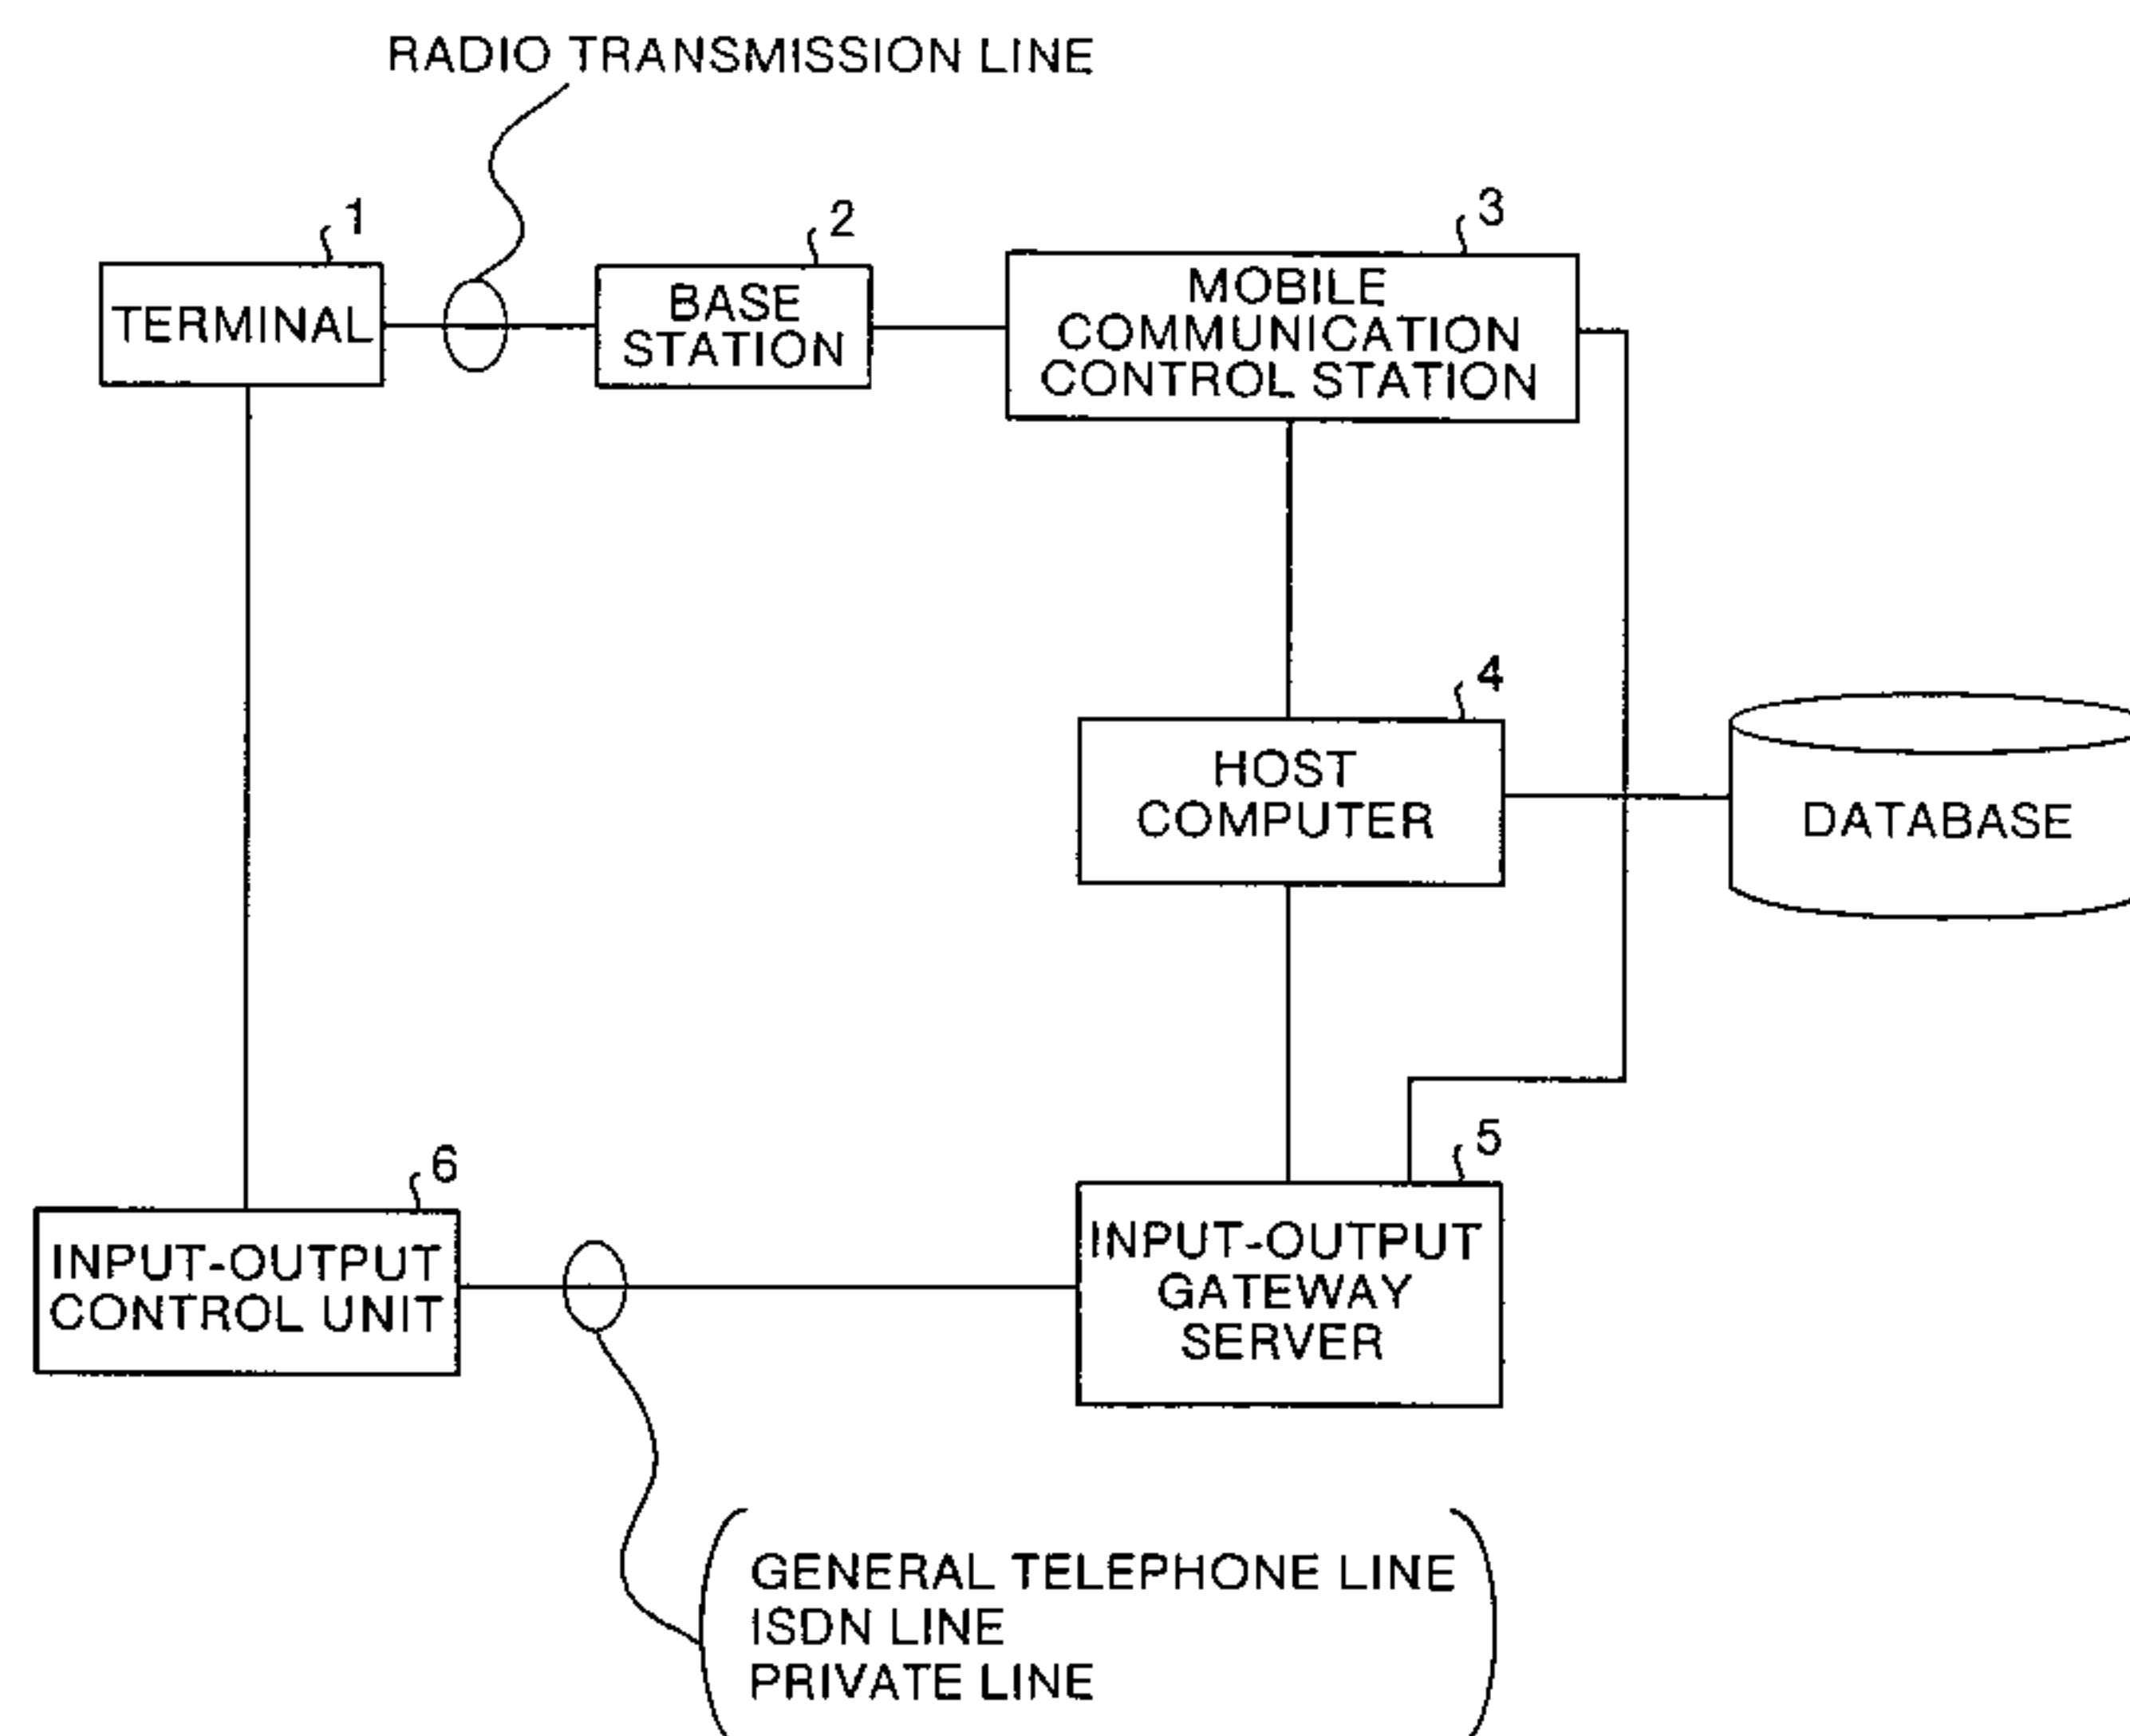 RADIO TRANSMISSION LINE
1
2
3
TERMINAL
BASE
STATION
MOBILE
COMMUNICATION
CONTROL STATION
4
HOST
COMPUTER
DATABASE
5
6
INPUT-OUTPUT
CONTROL UNIT
INPUT-OUTPUT
GATEWAY
SERVER
GENERAL TELEPHONE LINE
ISDN LINE
PRIVATE LINE